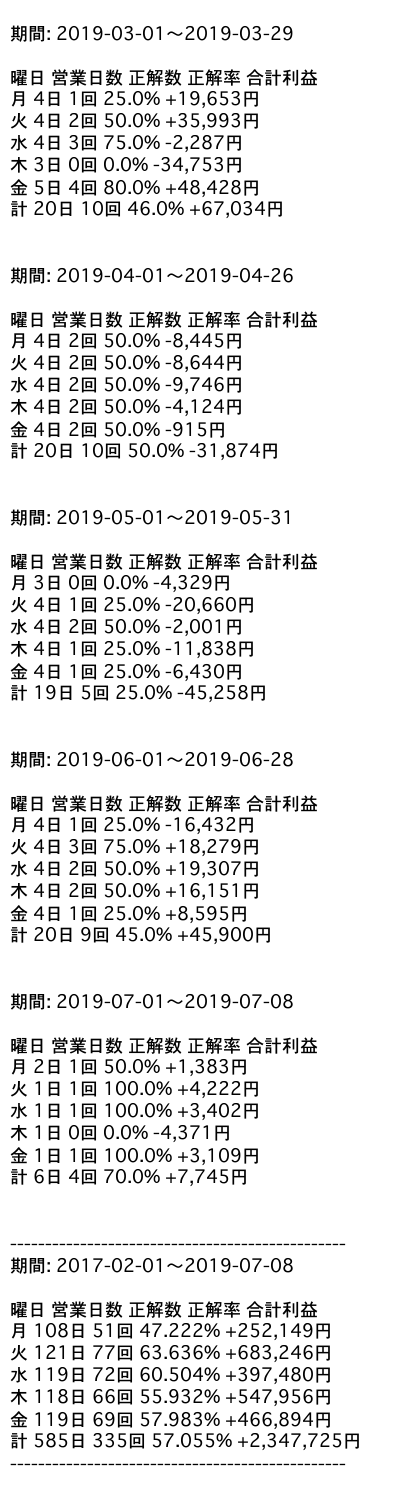 期間: 2019-03-01〜2019-03-29
曜日 営業日数 正解数 正解率 合計利益
月 4日 1回 25.0% +19,653円
火 4日 2回 50.0% +35,993円
水 4日 3回 75.0% -2,287円
木 3日 0回 0.0% -34,753円
金 5日 4回 80.0% +48,428円
計 20日 10回 46.0% +67,034円
期間: 2019-04-01〜2019-04-26
曜日 営業日数 正解数 正解率 合計利益
月 4日 2回 50.0% -8,445円
火 4日 2回 50.0% -8,644円
水 4日 2回 50.0% -9,746円
木 4日 2回 50.0% -4,124円
金 4日 2回 50.0% -915円
計 20日 10回 50.0% -31,874円
期間: 2019-05-01〜2019-05-31
曜日 営業日数 正解数 正解率 合計利益
月 3日 0回 0.0% -4,329円
火 4日 1回 25.0% -20,660円
水 4日 2回 50.0% -2,001円
木 4日 1回 25.0% -11,838円
金 4日 1回 25.0% -6,430円
計 19日 5回 25.0% -45,258円
期間: 2019-06-01〜2019-06-28
曜日 営業日数 正解数 正解率 合計利益
月 4日 1回 25.0% -16,432円
火 4日 3回 75.0% +18,279円
水 4日 2回 50.0% +19,307円
木 4日 2回 50.0% +16,151円
金 4日 1回 25.0% +8,595円
計 20日 9回 45.0% +45,900円
期間: 2019-07-01〜2019-07-08
曜日 営業日数 正解数 正解率 合計利益
月 2日 1回 50.0% +1,383円
火 1日 1回 100.0% +4,222円
水 1日 1回 100.0% +3,402円
木 1日 0回 0.0% -4,371円
金 1日 1回 100.0% +3,109円
計 6日 4回 70.0% +7,745円
------------------------------------------------
期間: 2017-02-01〜2019-07-08
曜日 営業日数 正解数 正解率 合計利益
月 108日 51回 47.222% +252,149円
火 121日 77回 63.636% +683,246円
水 119日 72回 60.504% +397,480円
木 118日 66回 55.932% +547,956円
金 119日 69回 57.983% +466,894円
計 585日 335回 57.055% +2,347,725円
------------------------------------------------